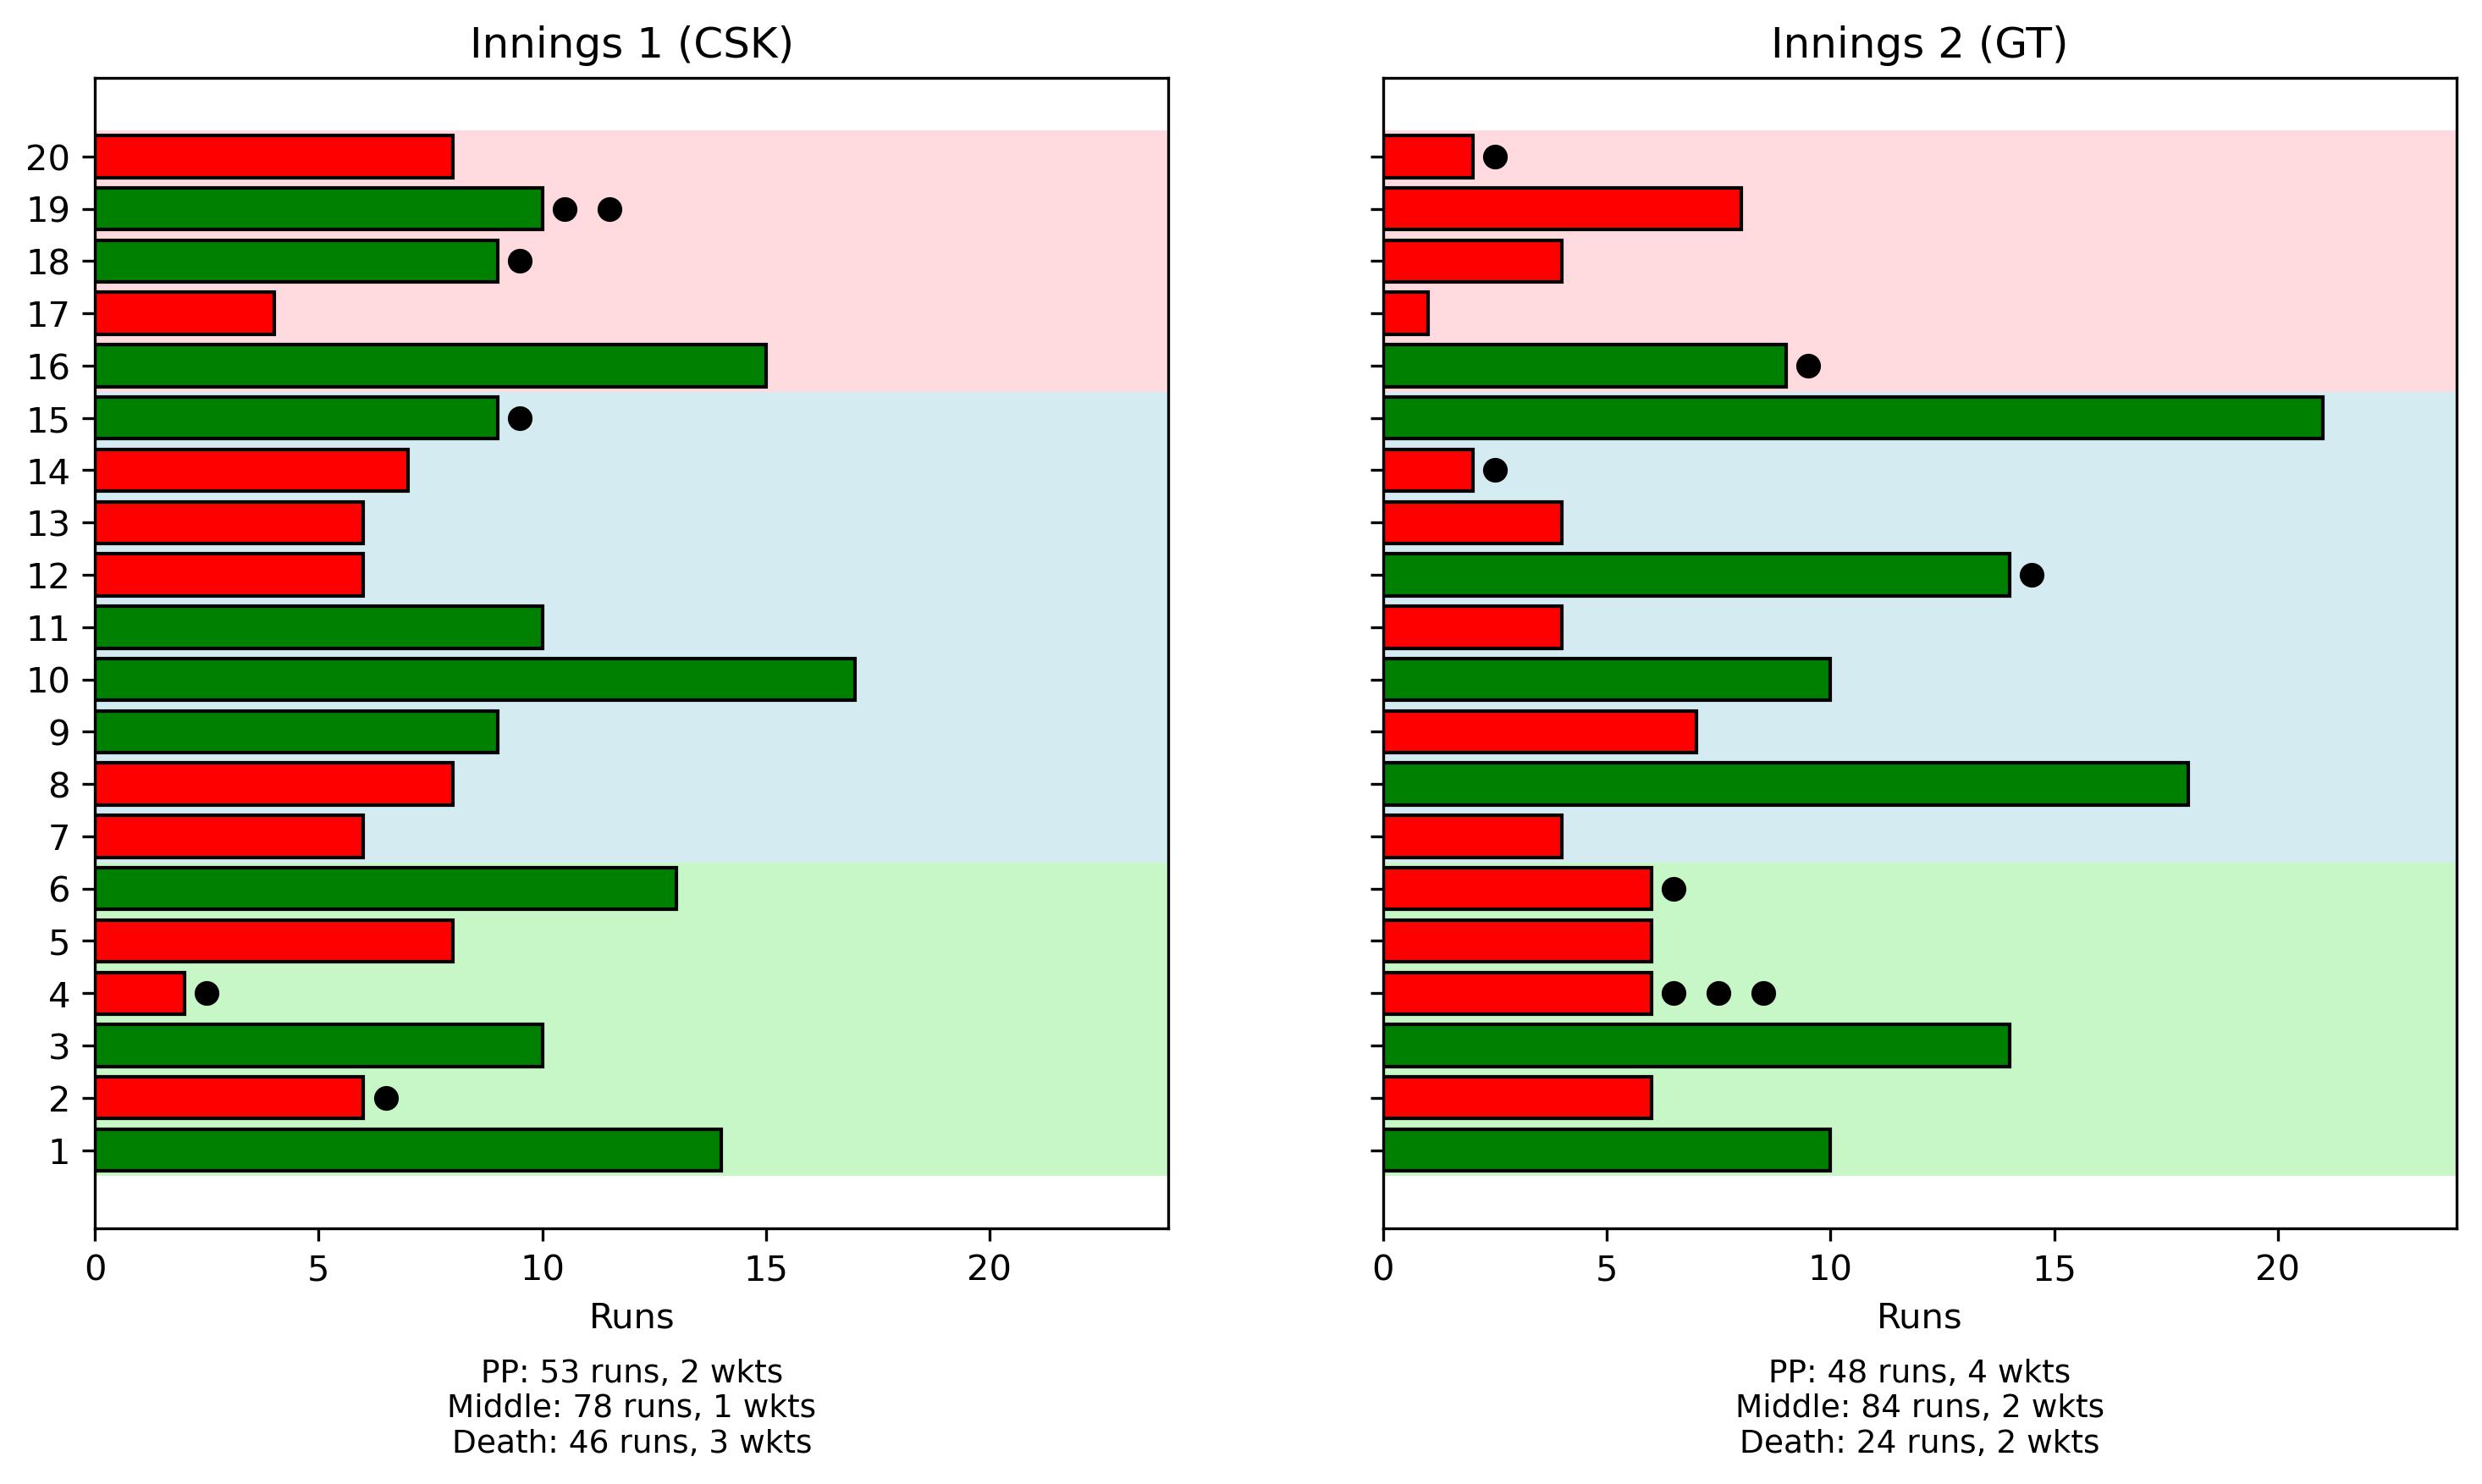 Innings 1 (CSK)
20
19
18
17
16
15
14
13
12
11
10
9
8
7
6
5
4
3
2
1
0 5 10 15 20
Runs
PP: 53 runs, 2 wkts
Middle: 78 runs, 1 wkts
Death: 46 runs, 3 wkts
Innings 2 (GT)
0 5 10 15 20
Runs
PP: 48 runs, 4 wkts
Middle: 84 runs, 2 wkts
Death: 24 runs, 2 wkts